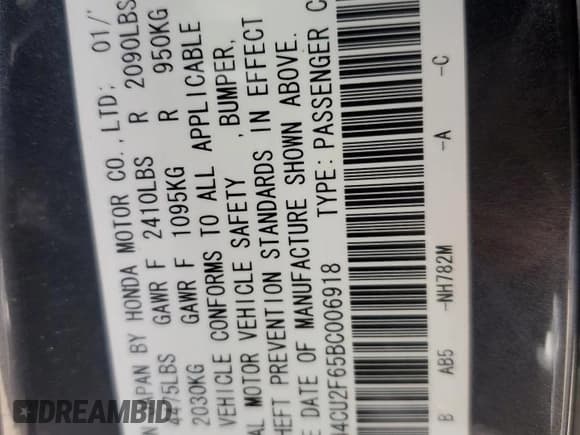 APAN BY HONDA MOTOR CO.,LTD; 01/
GAWR F 2410LBS R 2090LBS
2030KG GAWR F 1095KG R 950KG
VEHICLE CONFORMS TO ALL APPLICABLE
AL MOTOR VEHICLE SAFETY ,BUMPER,
HEFT PREVENTION STANDARDS IN EFFECT
E DATE OF MANUFACTURE SHOWN ABOVE.
4CU2F65BC006918 TYPE: PASSENGER C
B AB5 -NH782M -A -C
DREAMBID